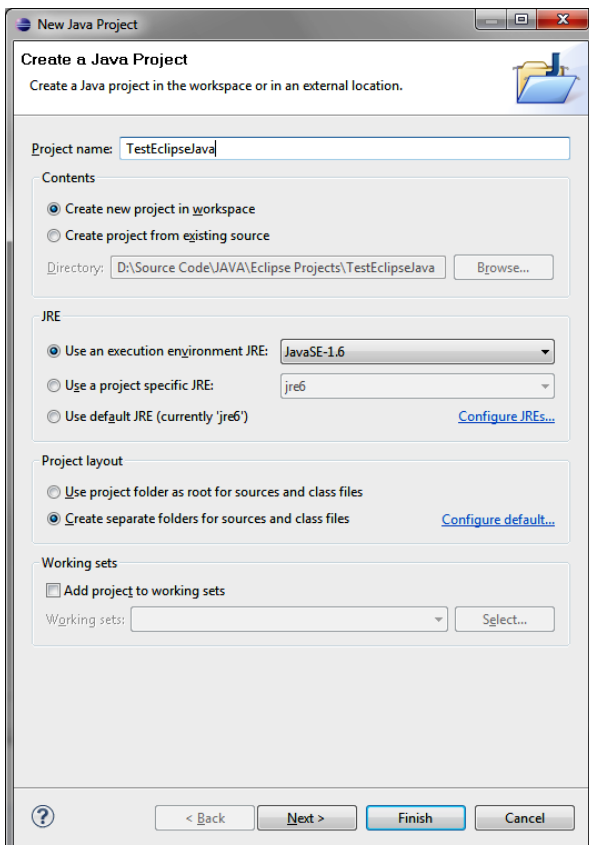 New Java Project
Create a Java Project
Create a Java project in the workspace or in an external location.
Project name: TestEclipseJava
Contents
Create new project in workspace
Create project from existing source
Directory: D:\Source Code\JAVA\Eclipse Projects\TestEclipseJava Browse...
JRE
Use an execution environment JRE: JavaSE-1.6
Use a project specific JRE: jre6
Use default JRE (currently 'jre6') Configure JREs...
Project layout
Use project folder as root for sources and class files
Create separate folders for sources and class files Configure default...
Working sets
Add project to working sets
Working sets: Select...
? < Back Next > Finish Cancel